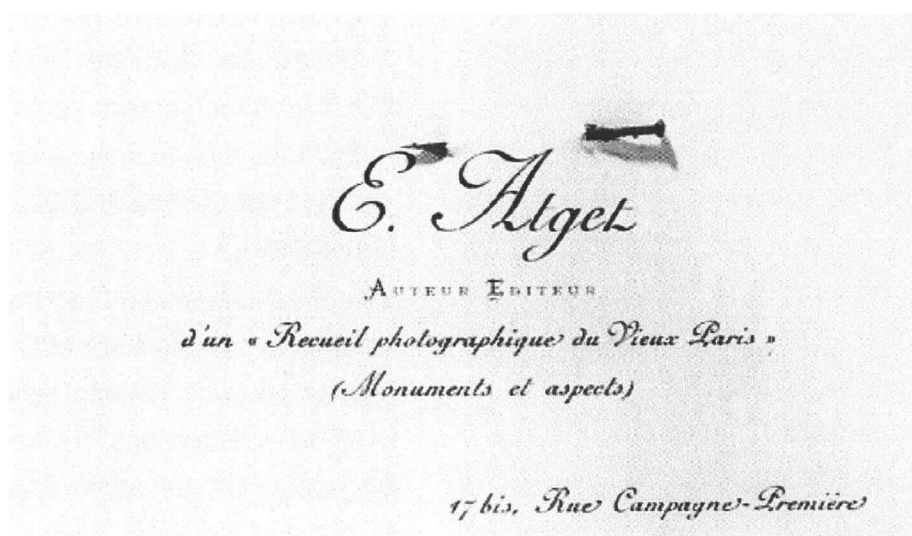 E. Atget
AUTEUR EDITEUR
d'un « Recueil photographique du Vieux Paris »
(Monuments et aspects)
17 bis, Rue Campagne-Première